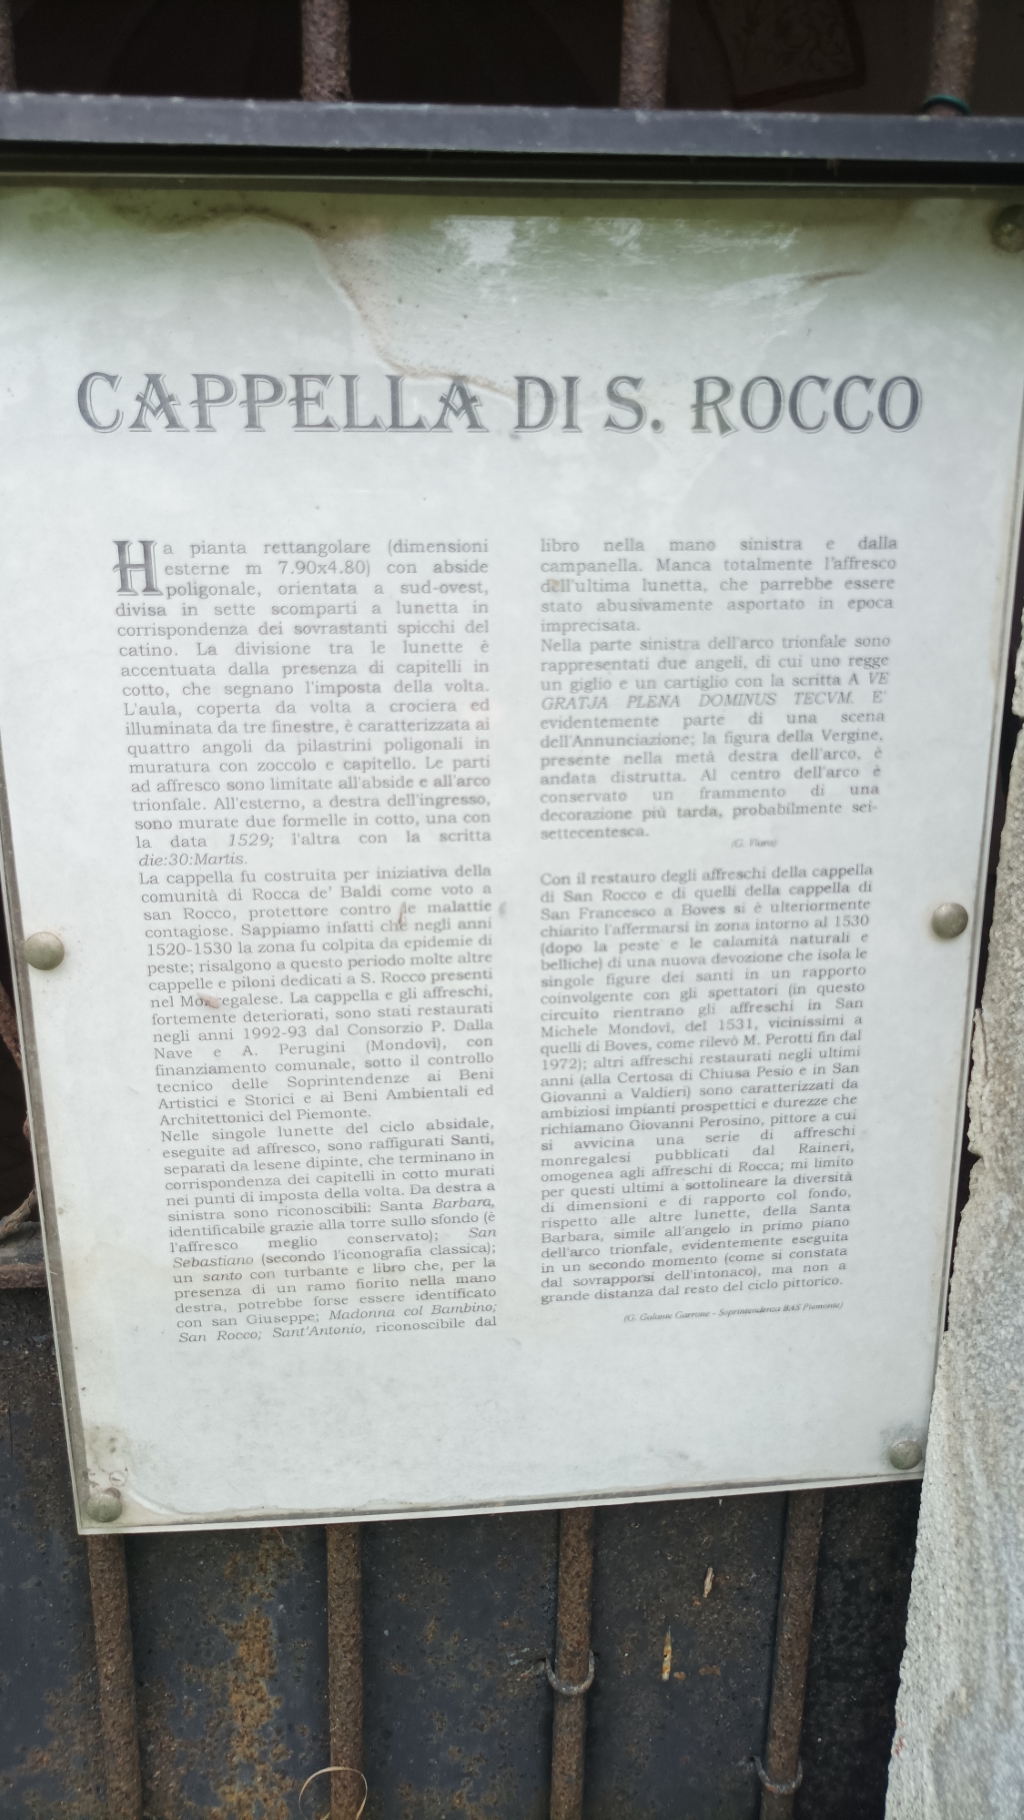 CAPPELLA DI S. ROCCO
Ha pianta rettangolare (dimensioni
esterne m 7.90x4.80) con abside
poligonale, orientata a sud-ovest,
divisa in sette scomparti a lunetta in
corrispondenza dei sovrastanti spicchi del
catino. La divisione tra le lunette è
accentuata dalla presenza di capitelli in
cotto, che segnano l'imposta della volta.
L'aula, coperta da volta a crociera ed
illuminata da tre finestre, è caratterizzata ai
quattro angoli da pilastrini poligonali in
muratura con zoccolo e capitello. Le parti
ad affresco sono limitate all'abside e all'arco
trionfale. All'esterno, a destra dell'ingresso,
sono murate due formelle in cotto, una con
la data 1529; l'altra con la scritta
die:30:Martis.
La cappella fu costruita per iniziativa della
comunità di Rocca de' Baldi come voto a
san Rocco, protettore contro le malattie
contagiose. Sappiamo infatti che negli anni
1520-1530 la zona fu colpita da epidemie di
peste; risalgono a questo periodo molte altre
cappelle e piloni dedicati a S. Rocco presenti
nel Monregalese. La cappella e gli affreschi,
fortemente deteriorati, sono stati restaurati
negli anni 1992-93 dal Consorzio P. Dalla
Nave e A. Perugini (Mondovì), con
finanziamento comunale, sotto il controllo
tecnico delle Soprintendenze ai Beni
Artistici e Storici e ai Beni Ambientali ed
Architettonici del Piemonte.
Nelle singole lunette del ciclo absidale,
eseguite ad affresco, sono raffigurati Santi,
separati da lesene dipinte, che terminano in
corrispondenza dei capitelli in cotto murati
nei punti di imposta della volta. Da destra a
sinistra sono riconoscibili: Santa Barbara,
identificabile grazie alla torre sullo sfondo (è
l'affresco meglio conservato); San
Sebastiano (secondo l'iconografia classica);
un santo con turbante e libro che, per la
presenza di un ramo fiorito nella mano
destra, potrebbe forse essere identificato
con san Giuseppe; Madonna col Bambino;
San Rocco; Sant'Antonio, riconoscibile dal
libro nella mano sinistra e dalla
campanella. Manca totalmente l'affresco
dell'ultima lunetta, che parrebbe essere
stato abusivamente asportato in epoca
imprecisata.
Nella parte sinistra dell'arco trionfale sono
rappresentati due angeli, di cui uno regge
un giglio e un cartiglio con la scritta A VE
GRATJA PLENA DOMINUS TECVM. E'
evidentemente parte di una scena
dell'Annunciazione; la figura della Vergine,
presente nella metà destra dell'arco, è
andata distrutta. Al centro dell'arco è
conservato un frammento di una
decorazione più tarda, probabilmente sei-
settecentesca.
Con il restauro degli affreschi della cappella
di San Rocco e di quelli della cappella di
San Francesco a Boves si è ulteriormente
chiarito l'affermarsi in zona intorno al 1530
(dopo la peste e le calamità naturali e
belliche) di una nuova devozione che isola le
singole figure dei santi in un rapporto
coinvolgente con gli spettatori (in questo
circuito rientrano gli affreschi in San
Michele Mondovì, del 1531, vicinissimi a
quelli di Boves, come rilevò M. Perotti fin dal
1972); altri affreschi restaurati negli ultimi
anni (alla Certosa di Chiusa Pesio e in San
Giovanni a Valdieri) sono caratterizzati da
ambiziosi impianti prospettici e durezze che
richiamano Giovanni Perosino, pittore a cui
si avvicina una serie di affreschi
monregalesi pubblicati dal Raineri,
omogenea agli affreschi di Rocca; mi limito
per questi ultimi a sottolineare la diversità
di dimensioni e di rapporto col fondo,
rispetto alle altre lunette, della Santa
Barbara, simile all'angelo in primo piano
dell'arco trionfale, evidentemente eseguita
in un secondo momento (come si constata
dal sovrapporsi dell'intonaco), ma non a
grande distanza dal resto del ciclo pittorico.
(G. Galante Garrone - Soprintendenza BAS Piemonte)